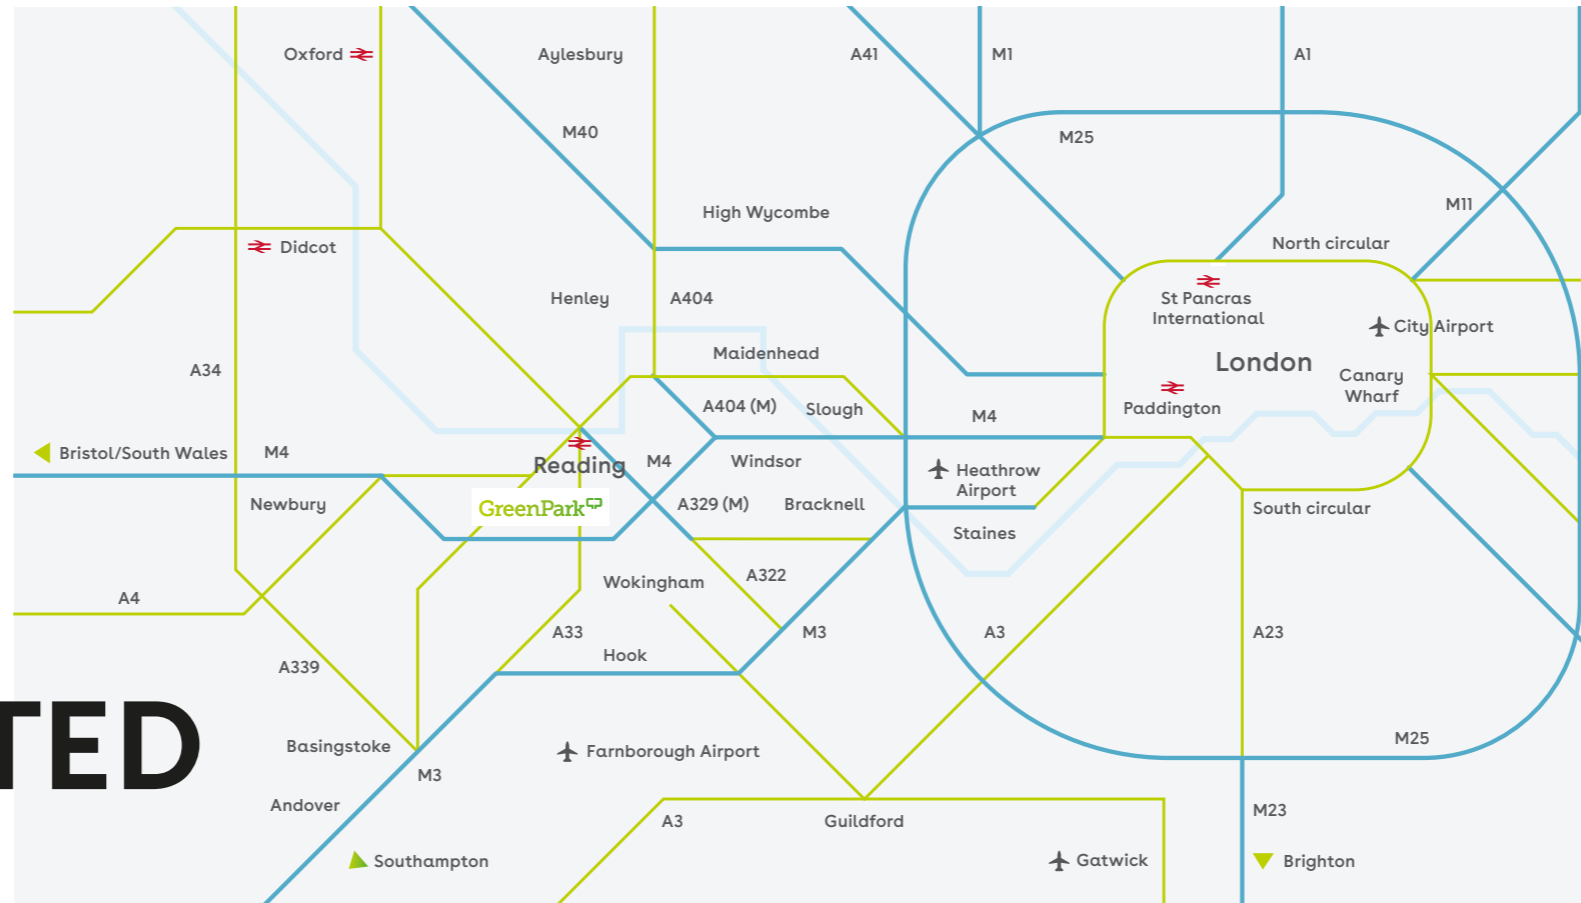 Oxford
Aylesbury
A41
M1
A1
M40
M25
High Wycombe
M11
North circular
Didcot
Henley
A404
St Pancras
International
City Airport
Maidenhead
London
A34
Canary
Wharf
A404 (M)
Slough
Paddington
M4
Bristol/South Wales
M4
Reading
M4
Windsor
Heathrow
Airport
Newbury
GreenPark
A329 (M)
Bracknell
South circular
Staines
Wokingham
A322
A4
A33
M3
A3
A23
Hook
A339
TED
Basingstoke
Farnborough Airport
M25
M3
Andover
M23
A3
Guildford
Southampton
Gatwick
Brighton